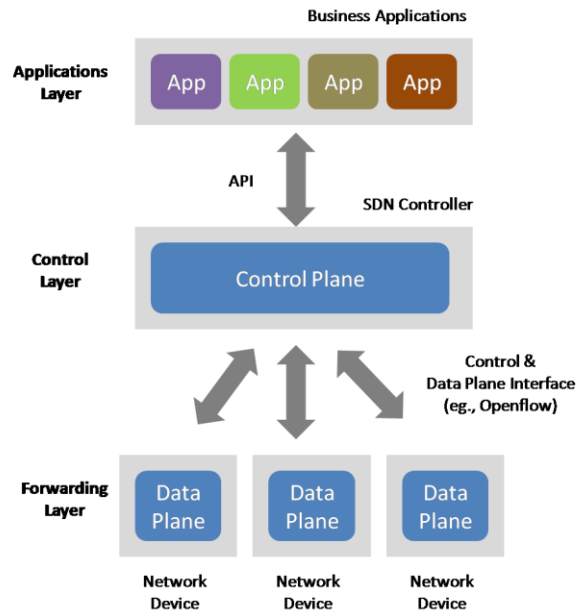 Business Applications
Applications
Layer
App App App App
API
SDN Controller
Control
Layer
Control Plane
Control &
Data Plane Interface
(eg., Openflow)
Forwarding
Layer
Data
Plane
Data
Plane
Data
Plane
Network
Device
Network
Device
Network
Device